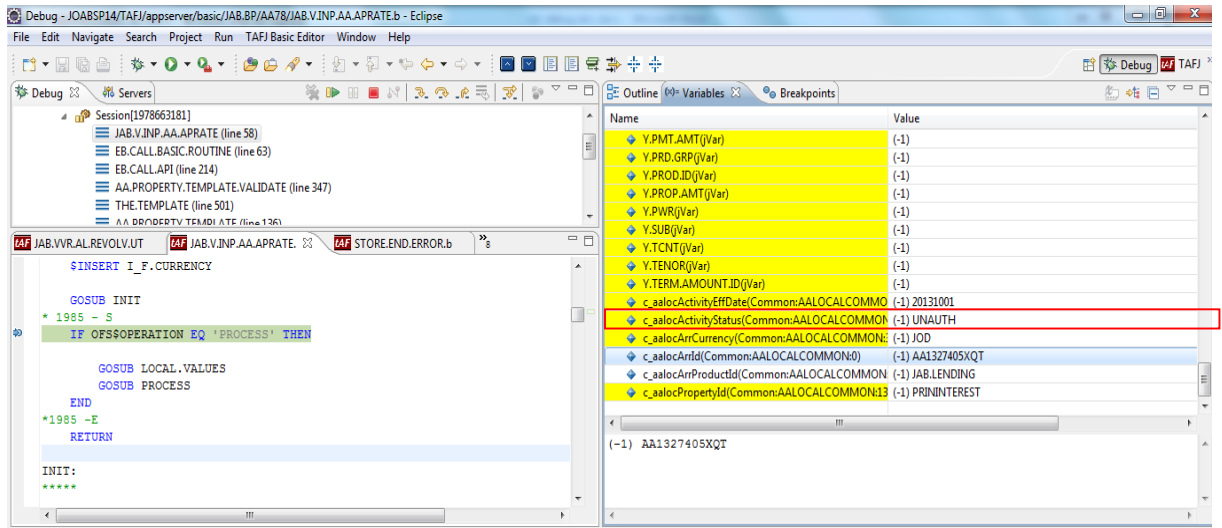 Debug - JOABSP14/TAFJ/appserver/basic/JAB.BP/AA78/JAB.V.INP.AA.APRATE.b - Eclipse
File Edit Navigate Search Project Run TAFJ Basic Editor Window Help
Debug TAFJ
Debug Servers
Session[1978663181]
JAB.V.INP.AA.APRATE (line 58)
EB.CALL.BASIC.ROUTINE (line 63)
EB.CALL.API (line 214)
AA.PROPERTY.TEMPLATE.VALIDATE (line 347)
THE.TEMPLATE (line 501)
AA.PROPERTY.TEMPLATE (line 136)
JAB.VVR.AL.REVOLV.UT JAB.V.INP.AA.APRATE. STORE.END.ERROR.b »8
$INSERT I_F.CURRENCY
GOSUB INIT
* 1985 - S
IF OFS$OPERATION EQ 'PROCESS' THEN
GOSUB LOCAL.VALUES
GOSUB PROCESS
END
*1985 -E
RETURN
INIT:
*****
Outline (x)= Variables Breakpoints
Name Value
Y.PMT.AMT(jVar) (-1)
Y.PRD.GRP(jVar) (-1)
Y.PROD.ID(jVar) (-1)
Y.PROP.AMT(jVar) (-1)
Y.PWR(jVar) (-1)
Y.SUB(jVar) (-1)
Y.TCNT(jVar) (-1)
Y.TENOR(jVar) (-1)
Y.TERM.AMOUNT.ID(jVar) (-1)
c_aalocActivityEffDate(Common:AALOCALCOMMO (-1) 20131001
c_aalocActivityStatus(Common:AALOCALCOMMON (-1) UNAUTH
c_aalocArrCurrency(Common:AALOCALCOMMON: (-1) JOD
c_aalocArrId(Common:AALOCALCOMMON:0) (-1) AA1327405XQT
c_aalocArrProductId(Common:AALOCALCOMMON: (-1) JAB.LENDING
c_aalocPropertyId(Common:AALOCALCOMMON:13 (-1) PRININTEREST
(-1) AA1327405XQT